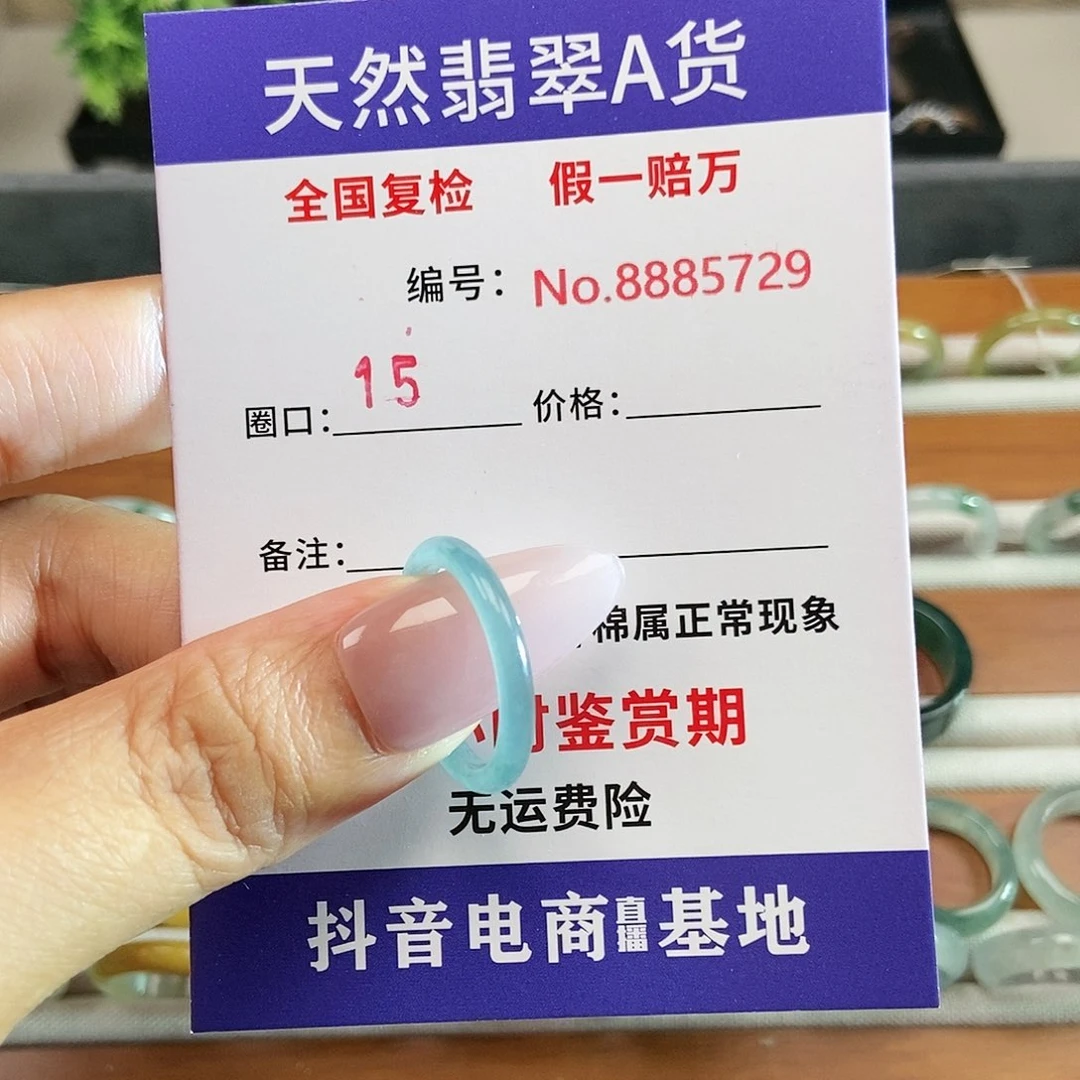 天然翡翠A货
全国复检 假一赔万
编号：No.8885729
圈口：15 价格：
备注：
棉属正常现象
时鉴赏期
无运费险
抖音电商直播基地